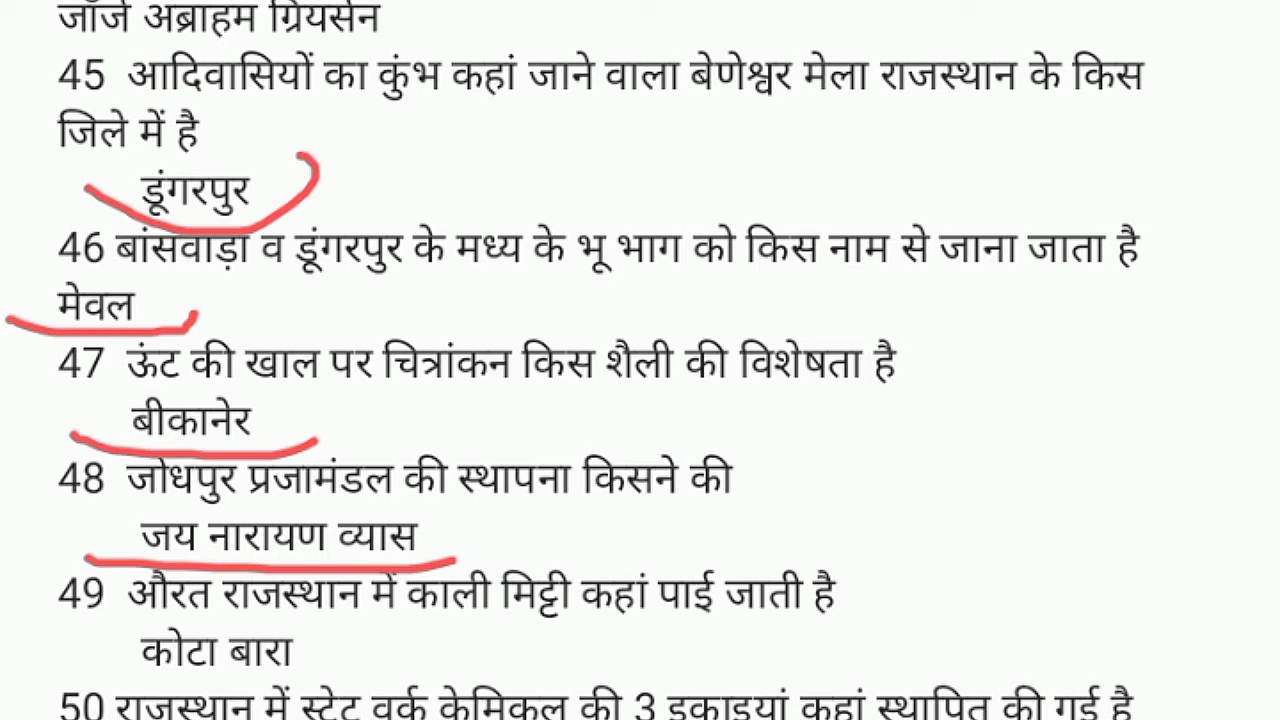 जॉर्ज अब्राहम ग्रियर्सन
45 आदिवासियों का कुंभ कहां जाने वाला बेणेश्वर मेला राजस्थान के किस
जिले में है
डूंगरपुर
46 बांसवाड़ा व डूंगरपुर के मध्य के भू भाग को किस नाम से जाना जाता है
मेवल
47 ऊंट की खाल पर चित्रांकन किस शैली की विशेषता है
बीकानेर
48 जोधपुर प्रजामंडल की स्थापना किसने की
जय नारायण व्यास
49 औरत राजस्थान में काली मिट्टी कहां पाई जाती है
कोटा बारा
50 राजस्थान में स्टेट वर्क केमिकल की 3 इकाइयां कहां स्थापित की गई है